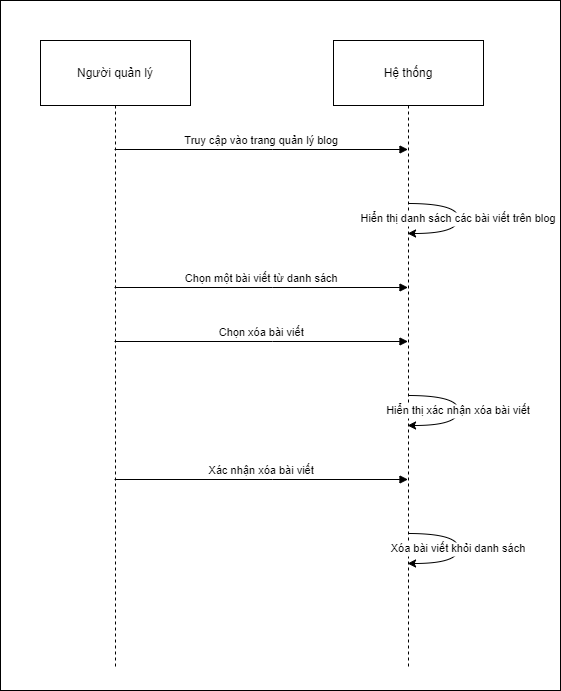 Người quản lý
Hệ thống
Truy cập vào trang quản lý blog
Hiển thị danh sách các bài viết trên blog
Chọn một bài viết từ danh sách
Chọn xóa bài viết
Hiển thị xác nhận xóa bài viết
Xác nhận xóa bài viết
Xóa bài viết khỏi danh sách